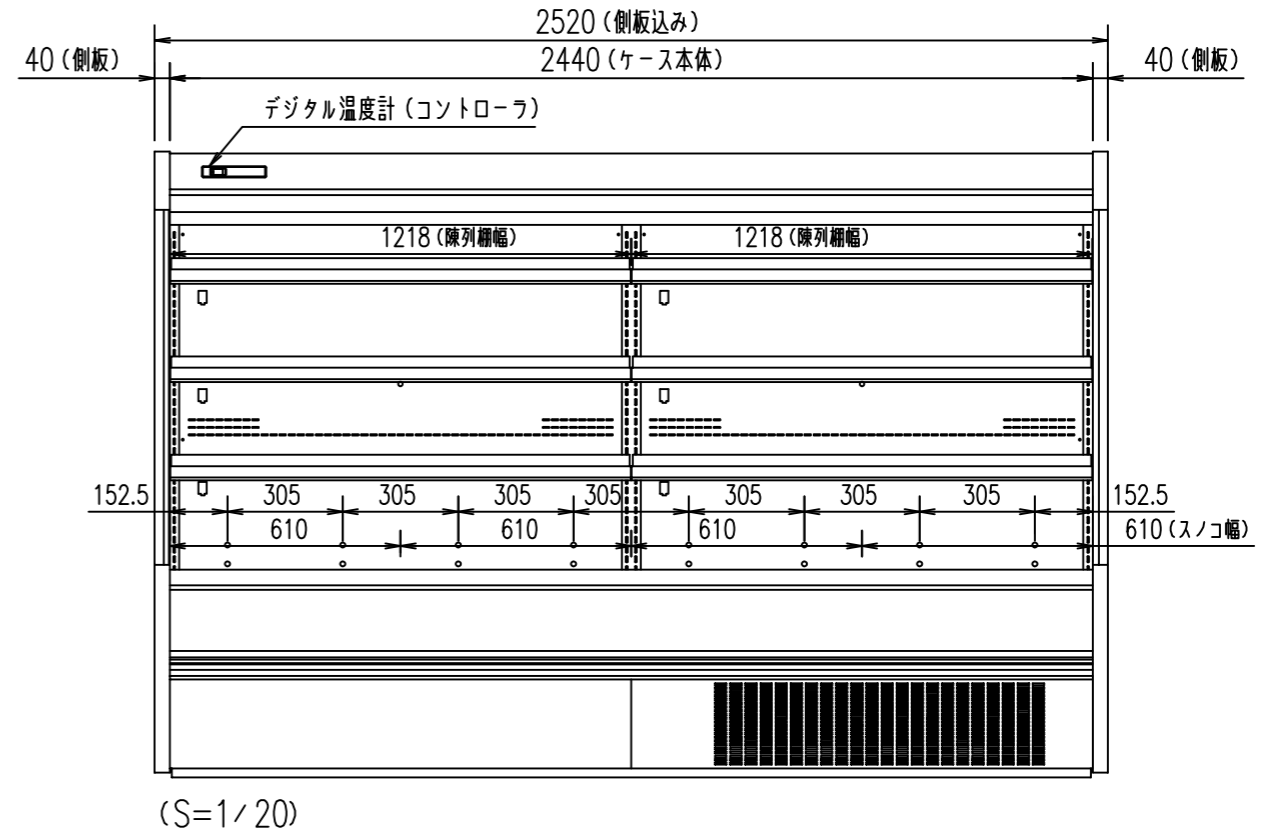 2520(側板込み)
40(側板)
2440(ケース本体)
40(側板)
デジタル温度計(コントローラ)
1218(陳列棚幅)
1218(陳列棚幅)
152.5
305
305
305
305
305
305
305
152.5
610
610
610
610(スノコ幅)
(S=1/20)